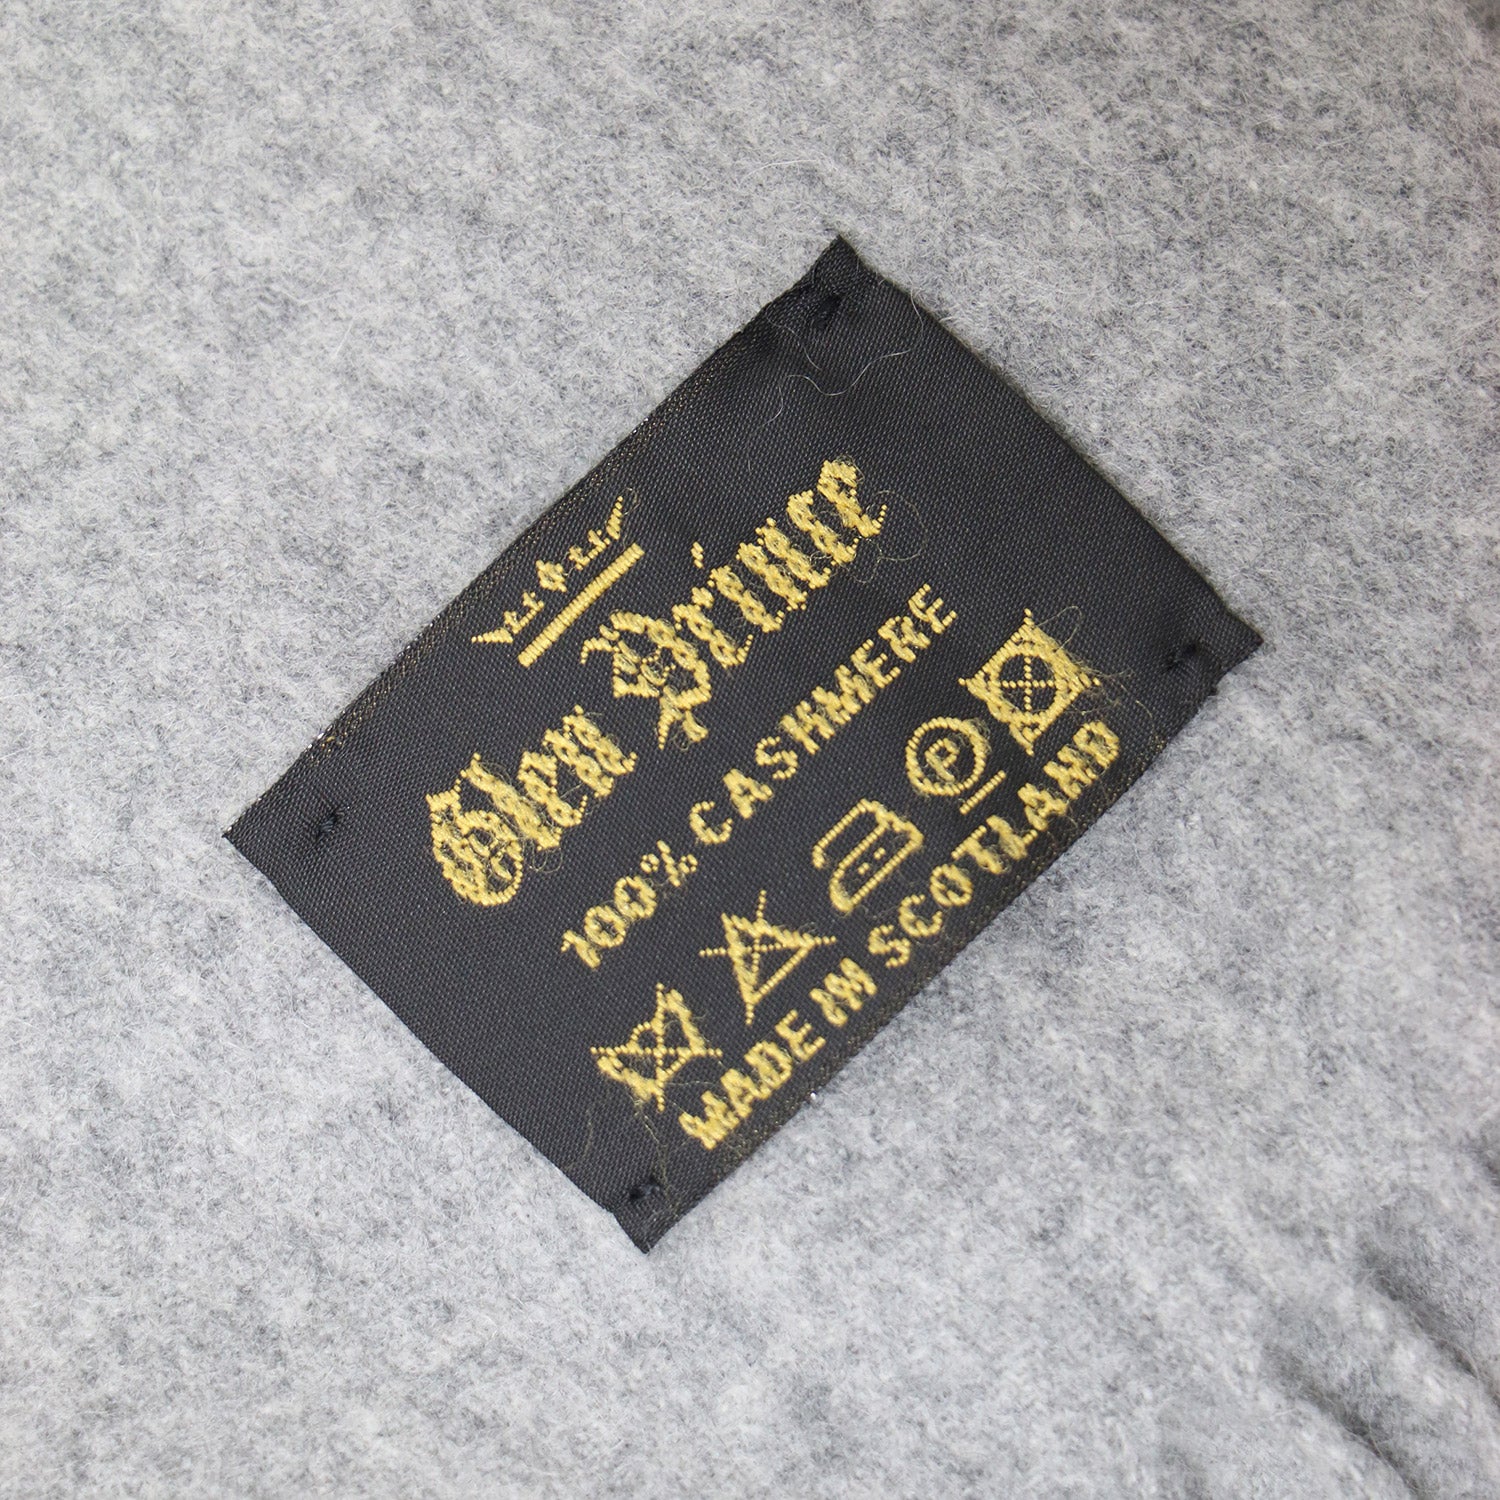 Glen Prince
100% CASHMERE
P
MADE IN SCOTLAND